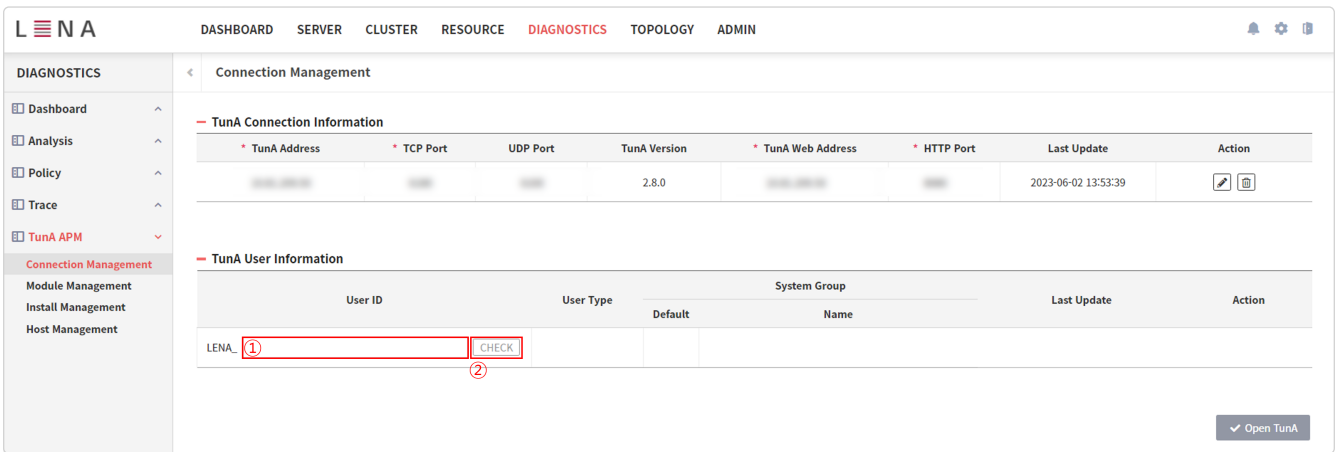 LENA
DASHBOARD SERVER CLUSTER RESOURCE DIAGNOSTICS TOPOLOGY ADMIN
DIAGNOSTICS
Connection Management
Dashboard
Analysis
Policy
Trace
TunA APM
Connection Management
Module Management
Install Management
Host Management
TunA Connection Information
* TunA Address * TCP Port UDP Port TunA Version * TunA Web Address * HTTP Port Last Update Action
2.8.0 2023-06-02 13:53:39
TunA User Information
User ID User Type System Group Last Update Action
Default Name
LENA_ ① CHECK
②
Open TunA